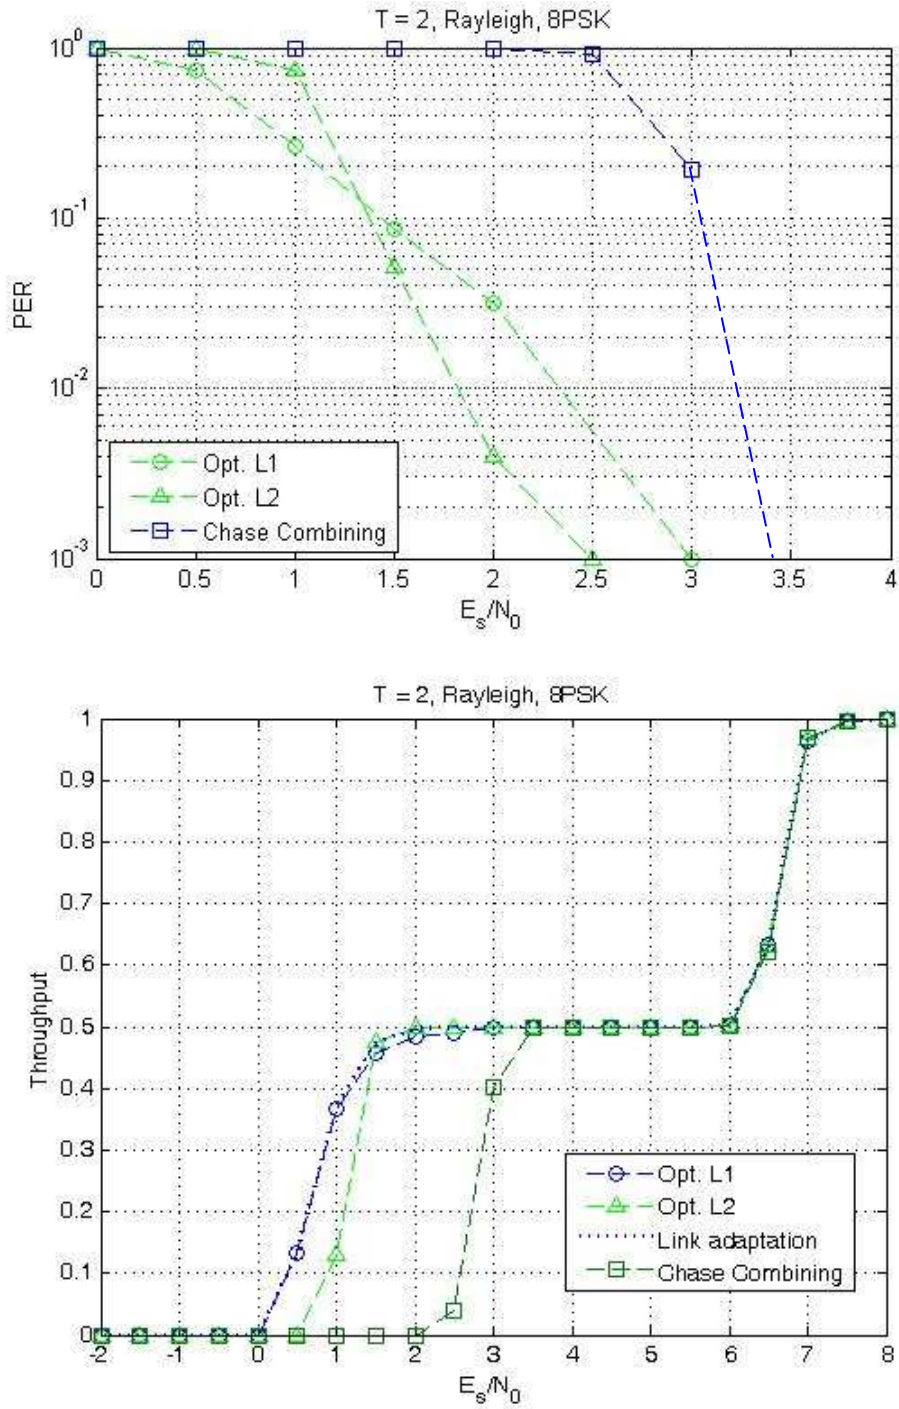 T = 2, Rayleigh, 8PSK
10^0
10^-1
10^-2
10^-3
PER
Opt. L1
Opt. L2
Chase Combining
0 0.5 1 1.5 2 2.5 3 3.5 4
E_s/N_0
T = 2, Rayleigh, 8PSK
1
0.9
0.8
0.7
0.6
0.5
0.4
0.3
0.2
0.1
0
Throughput
Opt. L1
Opt. L2
Link adaptation
Chase Combining
-2 -1 0 1 2 3 4 5 6 7 8
E_s/N_0